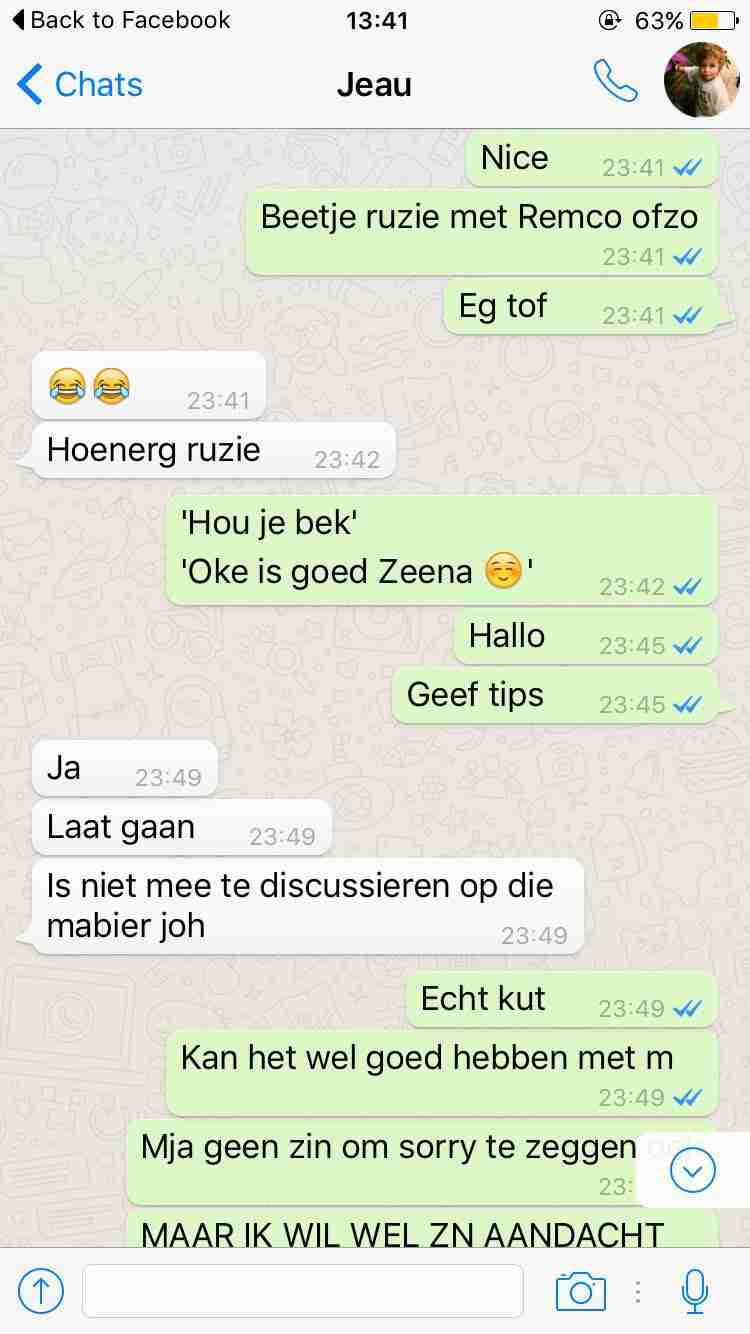 Back to Facebook 13:41 63%
Chats Jeau
Nice 23:41
Beetje ruzie met Remco ofzo
23:41
Eg tof 23:41
😂😂 23:41
Hoenerg ruzie 23:42
'Hou je bek'
'Oke is goed Zeena ☺️' 23:42
Hallo 23:45
Geef tips 23:45
Ja 23:49
Laat gaan 23:49
Is niet mee te discussieren op die
mabier joh 23:49
Echt kut 23:49
Kan het wel goed hebben met m
23:49
Mja geen zin om sorry te zeggen
23:
MAAR IK WIL WEL ZN AANDACHT